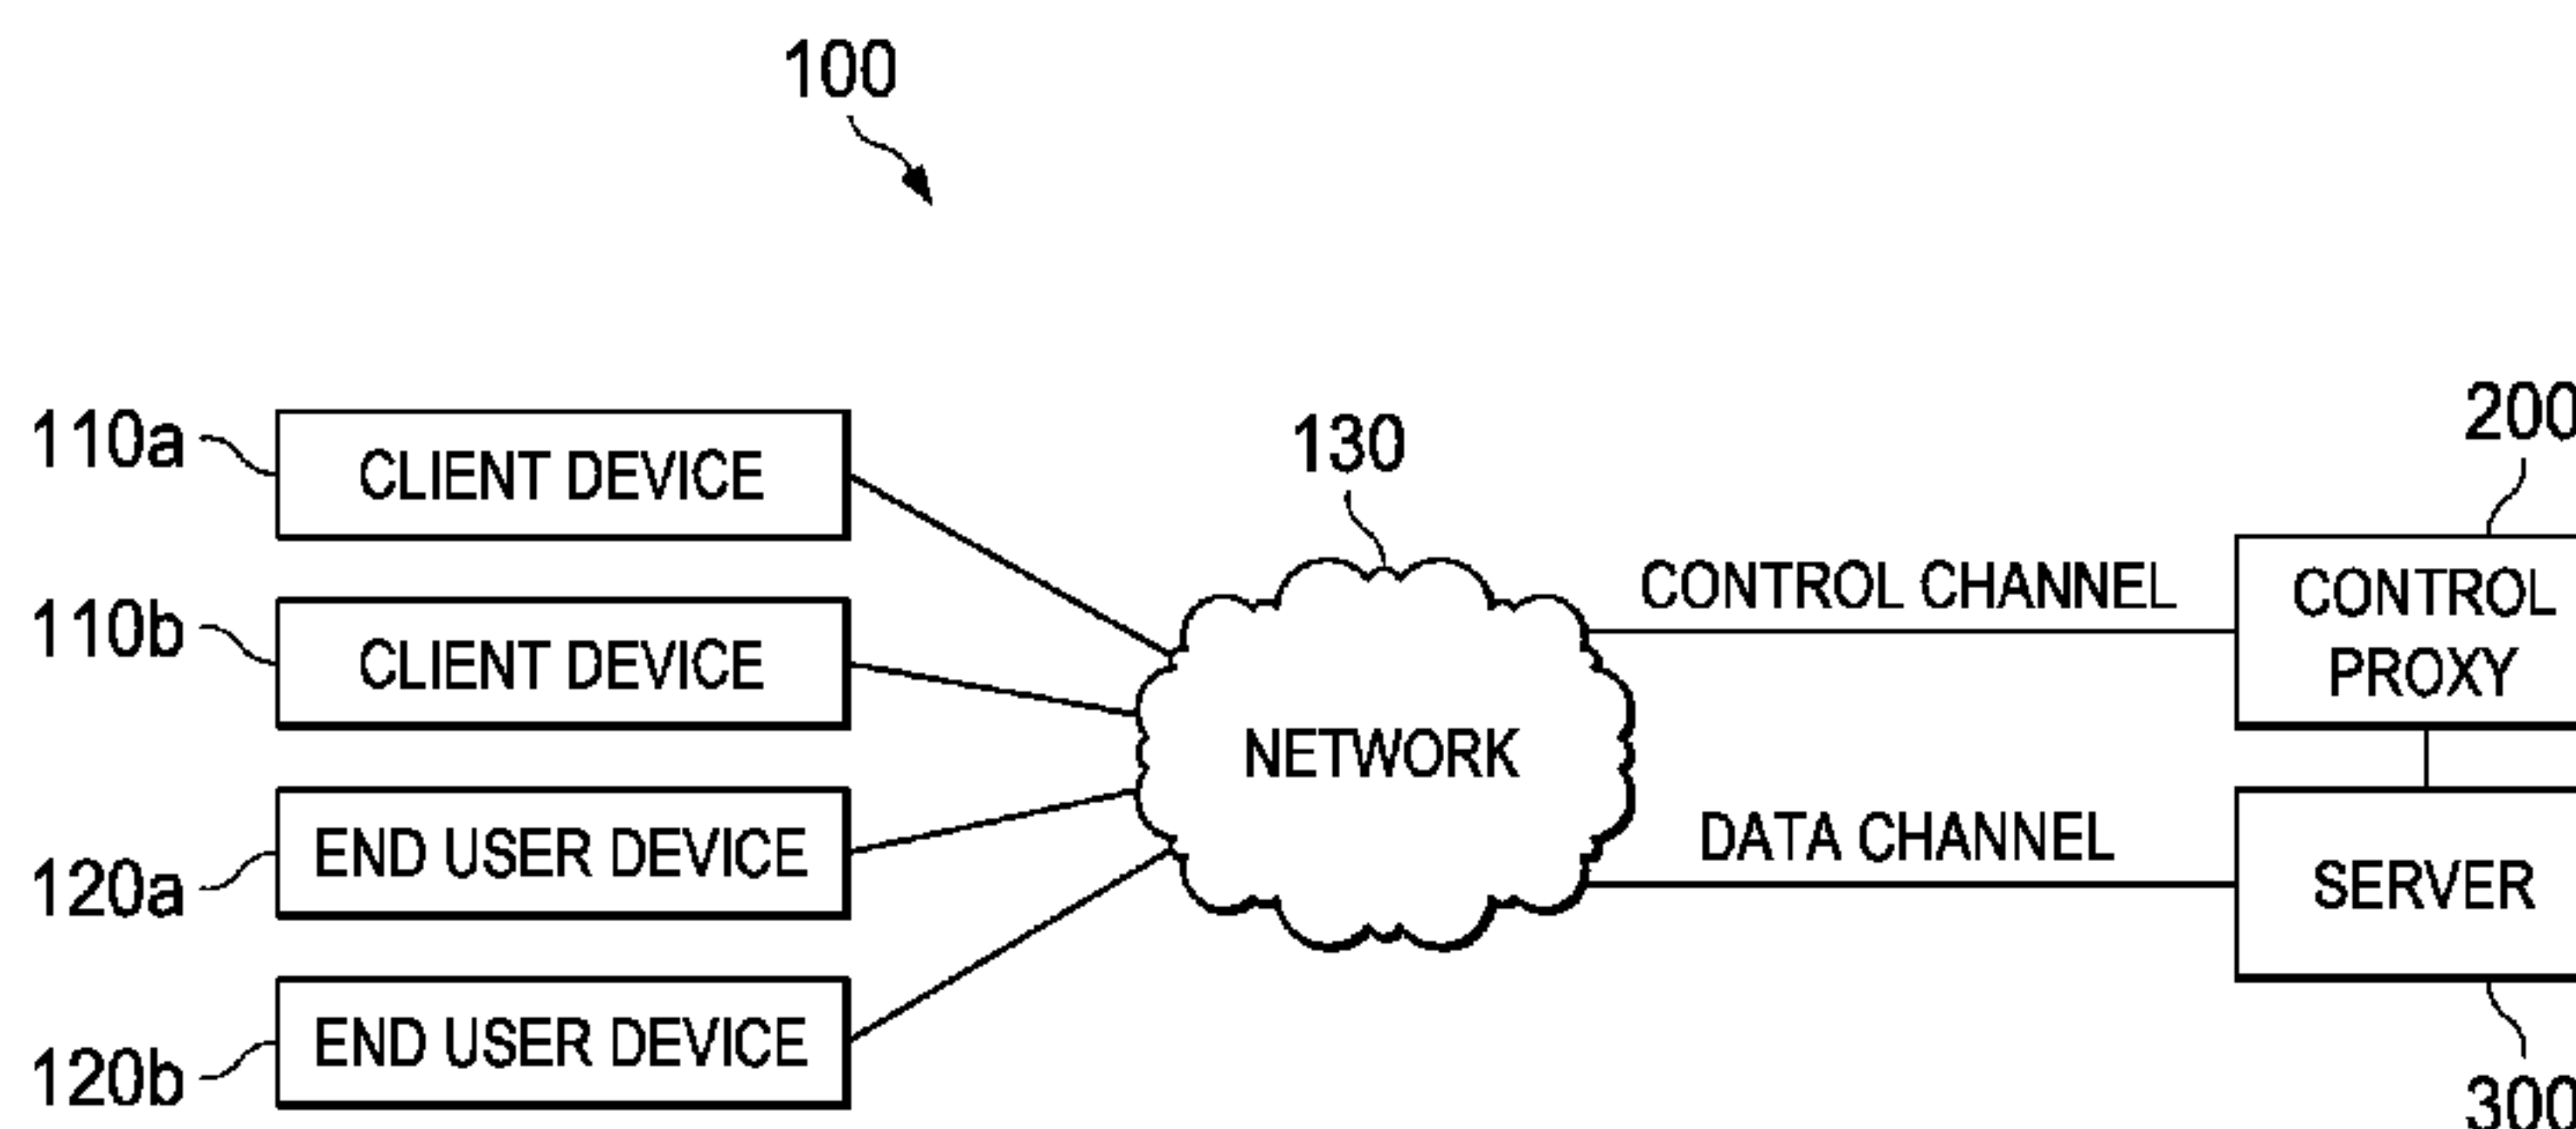 100
110a
CLIENT DEVICE
110b
CLIENT DEVICE
120a
END USER DEVICE
120b
END USER DEVICE
130
NETWORK
CONTROL CHANNEL
DATA CHANNEL
200
CONTROL
PROXY
SERVER
300